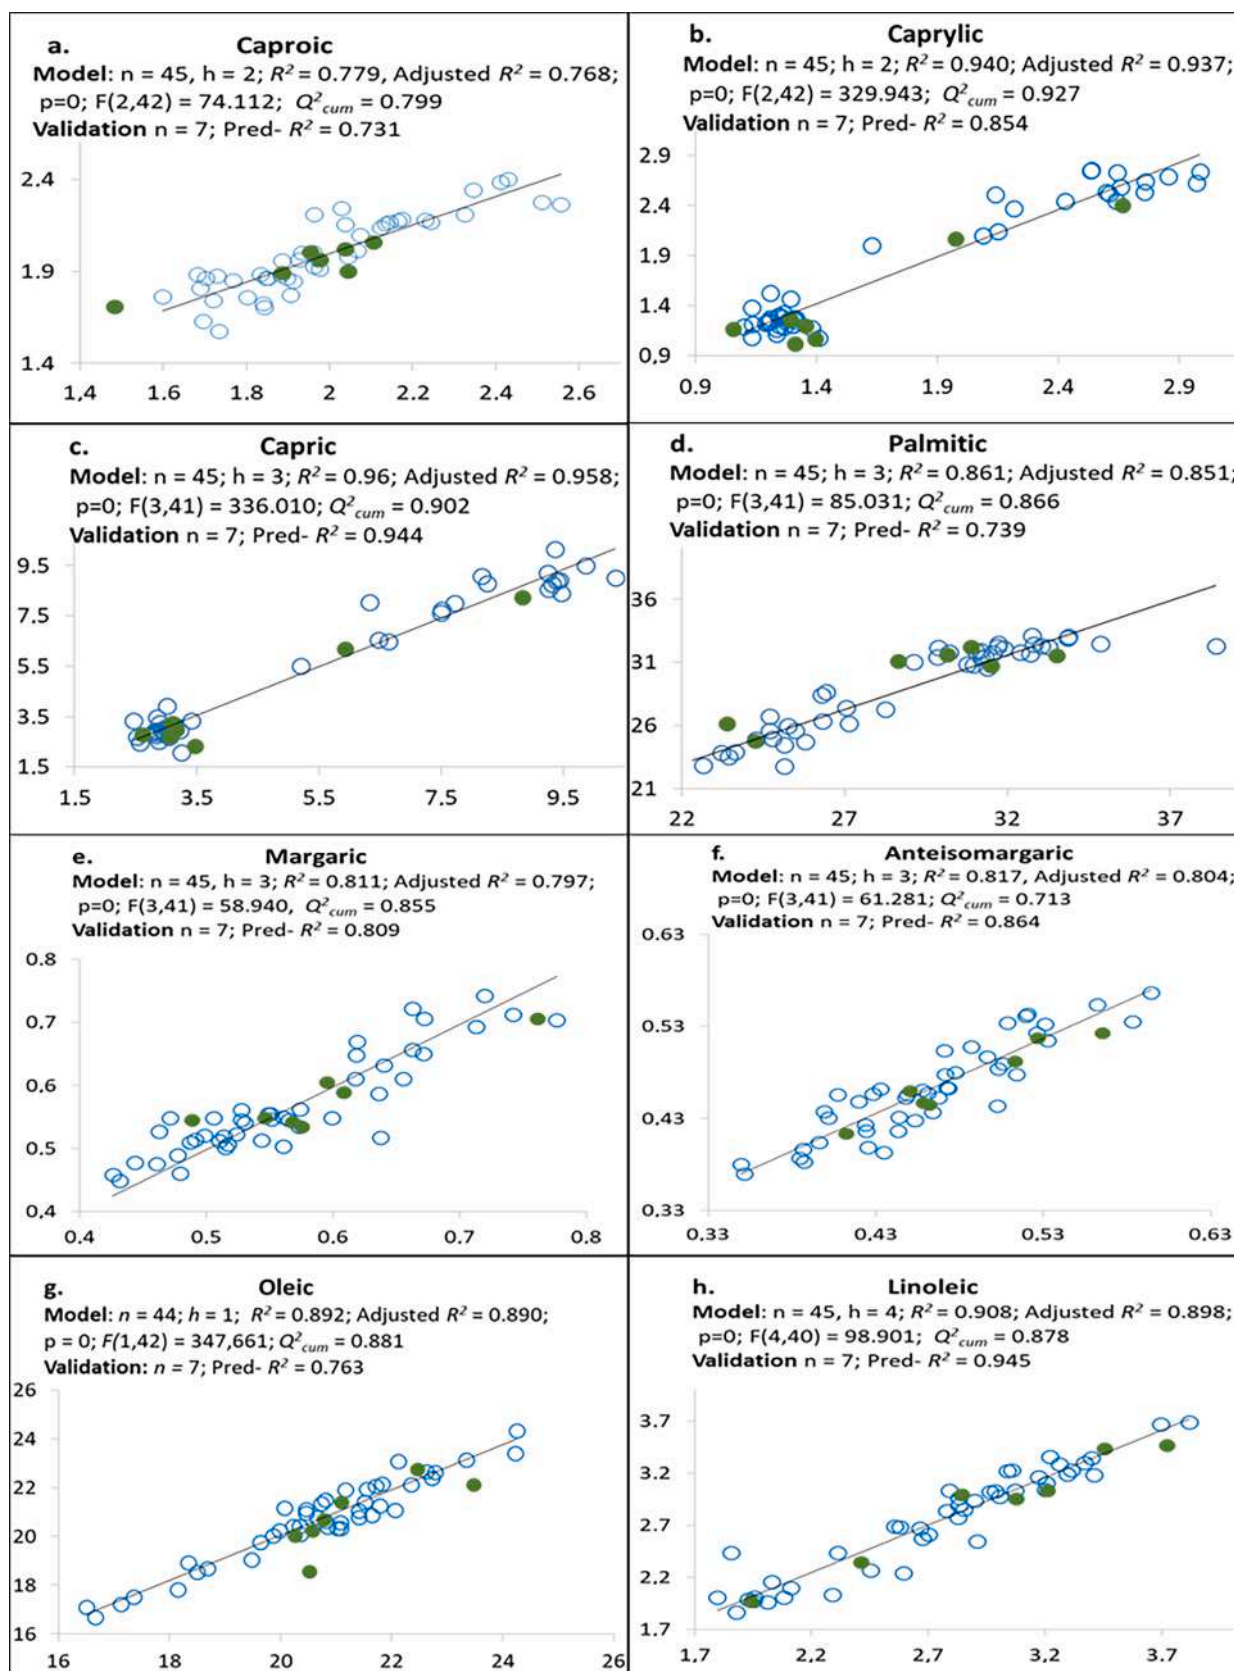 a. Caproic
Model: n = 45, h = 2; R² = 0.779, Adjusted R² = 0.768;
p=0; F(2,42) = 74.112; Q²cum = 0.799
Validation n = 7; Pred- R² = 0.731
2.4
1.9
1.4
1,4 1.6 1.8 2 2.2 2.4 2.6
b. Caprylic
Model: n = 45; h = 2; R² = 0.940; Adjusted R² = 0.937;
p=0; F(2,42) = 329.943; Q²cum = 0.927
Validation n = 7; Pred- R² = 0.854
2.9
2.4
1.9
1.4
0,9
0.9 1.4 1.9 2.4 2.9
c. Capric
Model: n = 45; h = 3; R² = 0.96; Adjusted R² = 0.958;
p=0; F(3,41) = 336.010; Q²cum = 0.902
Validation n = 7; Pred- R² = 0.944
9.5
7.5
5.5
3.5
1.5
1.5 3.5 5.5 7.5 9.5
d. Palmitic
Model: n = 45; h = 3; R² = 0.861; Adjusted R² = 0.851;
p=0; F(3,41) = 85.031; Q²cum = 0.866
Validation n = 7; Pred- R² = 0.739
36
31
26
21
22 27 32 37
e. Margaric
Model: n = 45, h = 3; R² = 0.811; Adjusted R² = 0.797;
p=0; F(3,41) = 58.940, Q²cum = 0.855
Validation n = 7; Pred- R² = 0.809
0.8
0.7
0.6
0.5
0,4
0.4 0.5 0.6 0.7 0.8
f. Anteisomargaric
Model: n = 45; h = 3; R² = 0.817, Adjusted R² = 0.804;
p=0; F(3,41) = 61.281; Q²cum = 0.713
Validation n = 7; Pred- R² = 0.864
0.63
0.53
0.43
0.33
0,33 0,43 0,53 0,63
g. Oleic
Model: n = 44; h = 1; R² = 0.892; Adjusted R² = 0.890;
p = 0; F(1,42) = 347,661; Q²cum = 0.881
Validation: n = 7; Pred- R² = 0.763
26
24
22
20
18
16
16 18 20 22 24 26
h. Linoleic
Model: n = 45, h = 4; R² = 0.908; Adjusted R² = 0.898;
p=0; F(4,40) = 98.901; Q²cum = 0.878
Validation n = 7; Pred- R² = 0.945
3.7
3.2
2.7
2.2
1.7
1,7 2,2 2,7 3,2 3.7